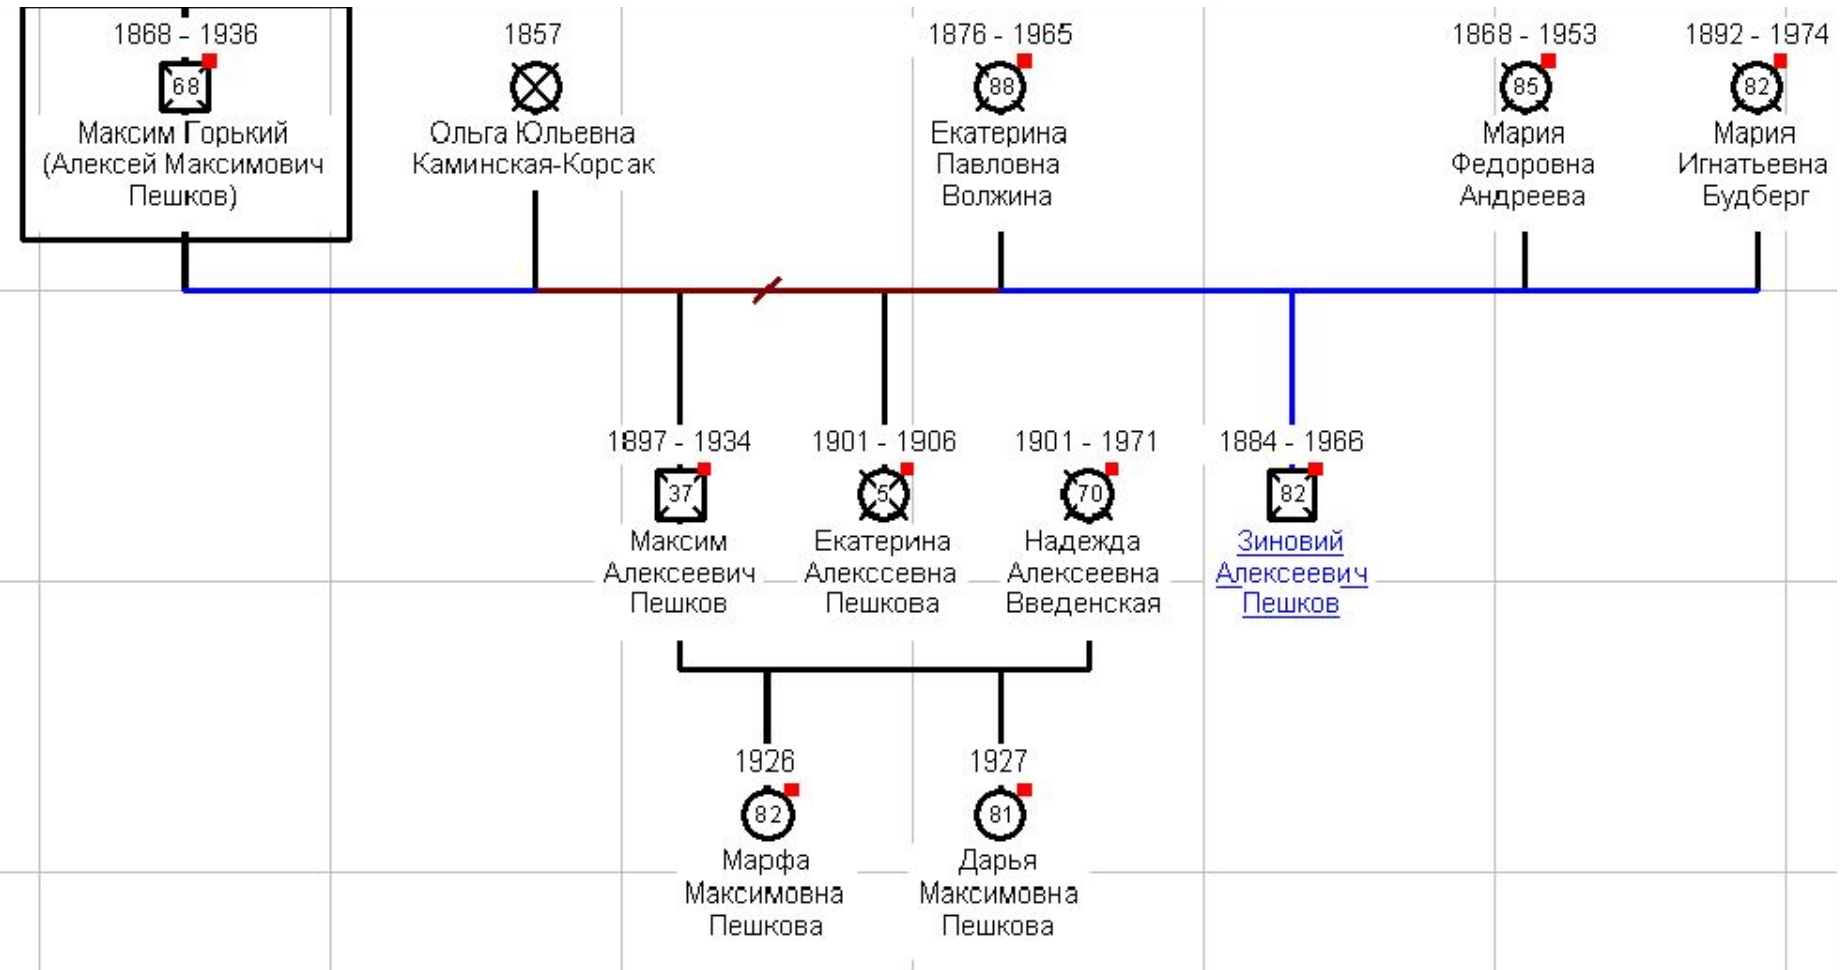 1868 - 1936
68
Максим Горький
(Алексей Максимович
Пешков)
1857
Ольга Юльевна
Каминская-Корсак
1876 - 1965
88
Екатерина
Павловна
Волжина
1868 - 1953
85
Мария
Федоровна
Андреева
1892 - 1974
82
Мария
Игнатьевна
Будберг
1897 - 1934
37
Максим
Алексеевич
Пешков
1901 - 1906
5
Екатерина
Алекссевна
Пешкова
1901 - 1971
70
Надежда
Алексеевна
Введенская
1884 - 1966
82
Зиновий
Алексеевич
Пешков
1926
82
Марфа
Максимовна
Пешкова
1927
81
Дарья
Максимовна
Пешкова